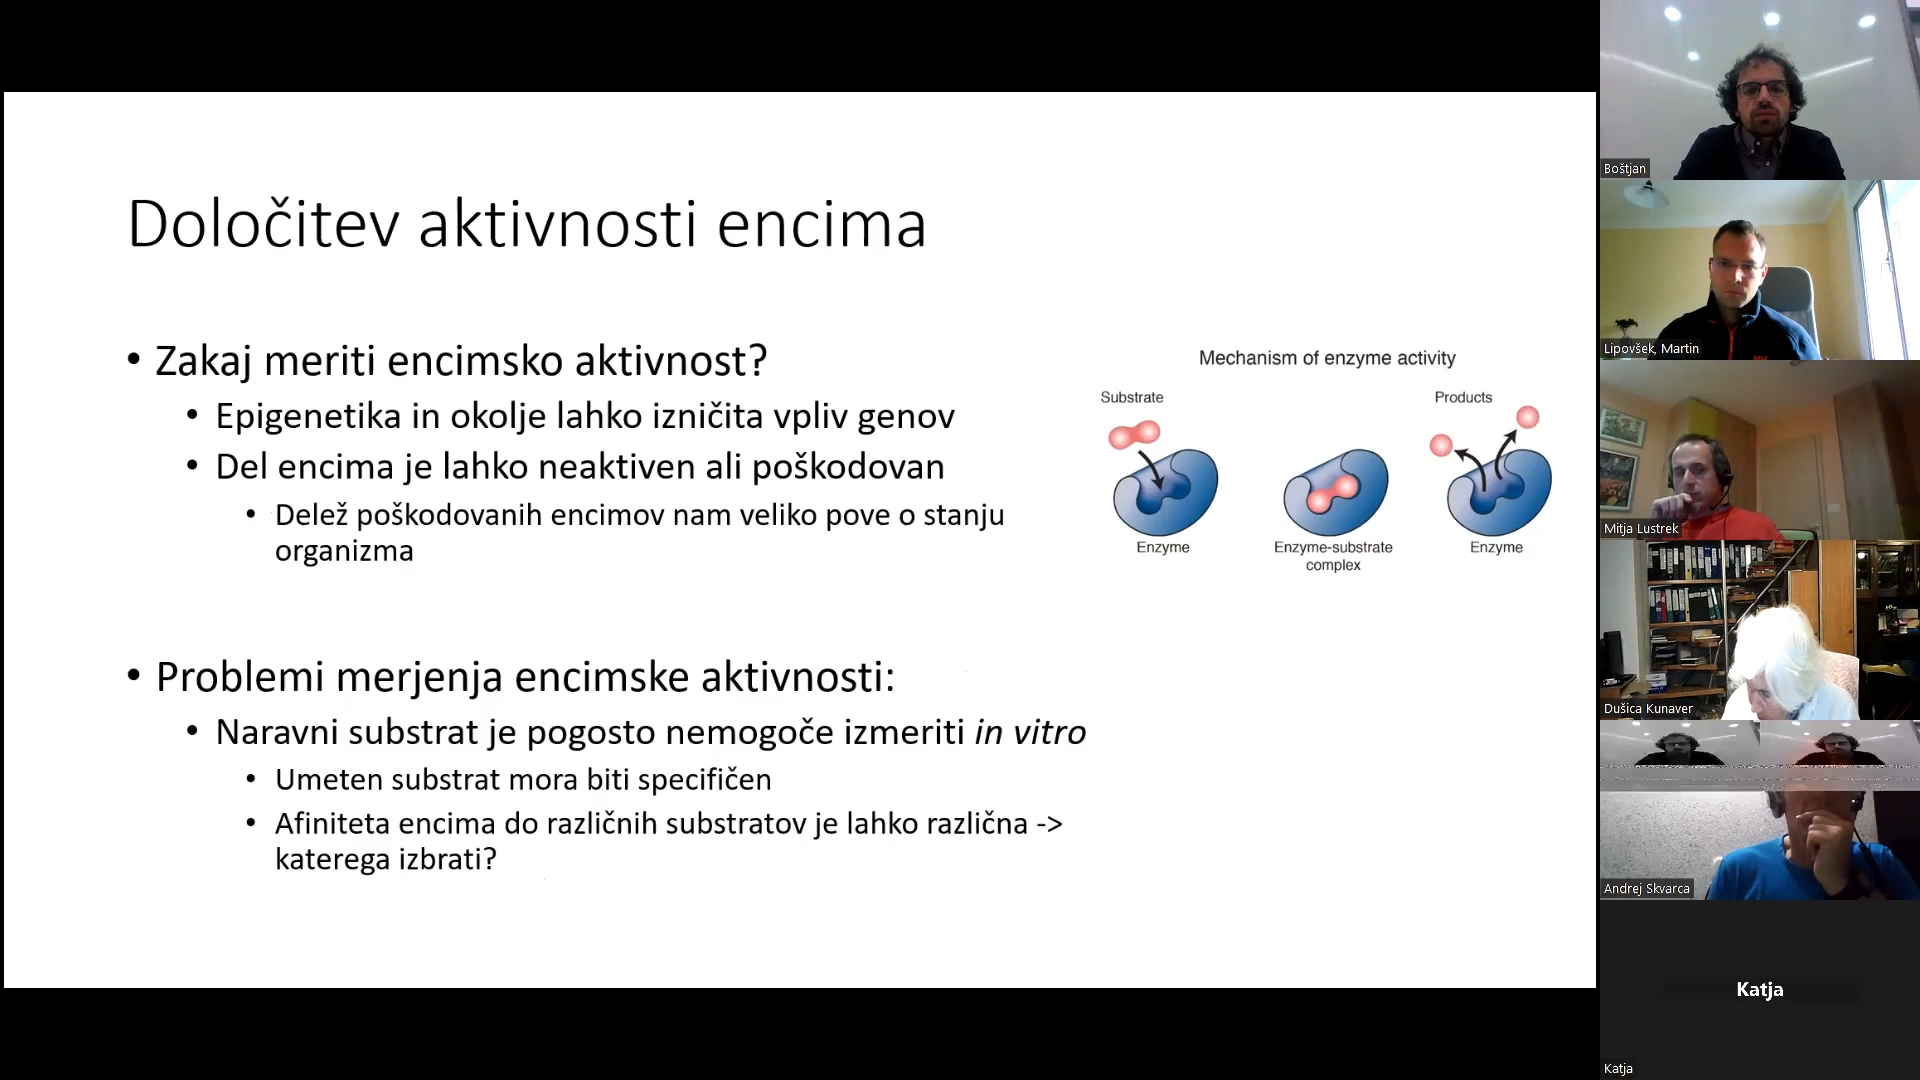 Določitev aktivnosti encima
• Zakaj meriti encimsko aktivnost?
• Epigenetika in okolje lahko izničita vpliv genov
• Del encima je lahko neaktiven ali poškodovan
• Delež poškodovanih encimov nam veliko pove o stanju
organizma
• Problemi merjenja encimske aktivnosti:
• Naravni substrat je pogosto nemogoče izmeriti in vitro
• Umeten substrat mora biti specifičen
• Afiniteta encima do različnih substratov je lahko različna ->
katerega izbrati?
Mechanism of enzyme activity
Substrate
Products
Enzyme
Enzyme-substrate
complex
Enzyme
Boštjan
Lipovšek, Martin
Mitja Lustrek
Dušica Kunaver
Andrej Skvarca
Katja
Katja